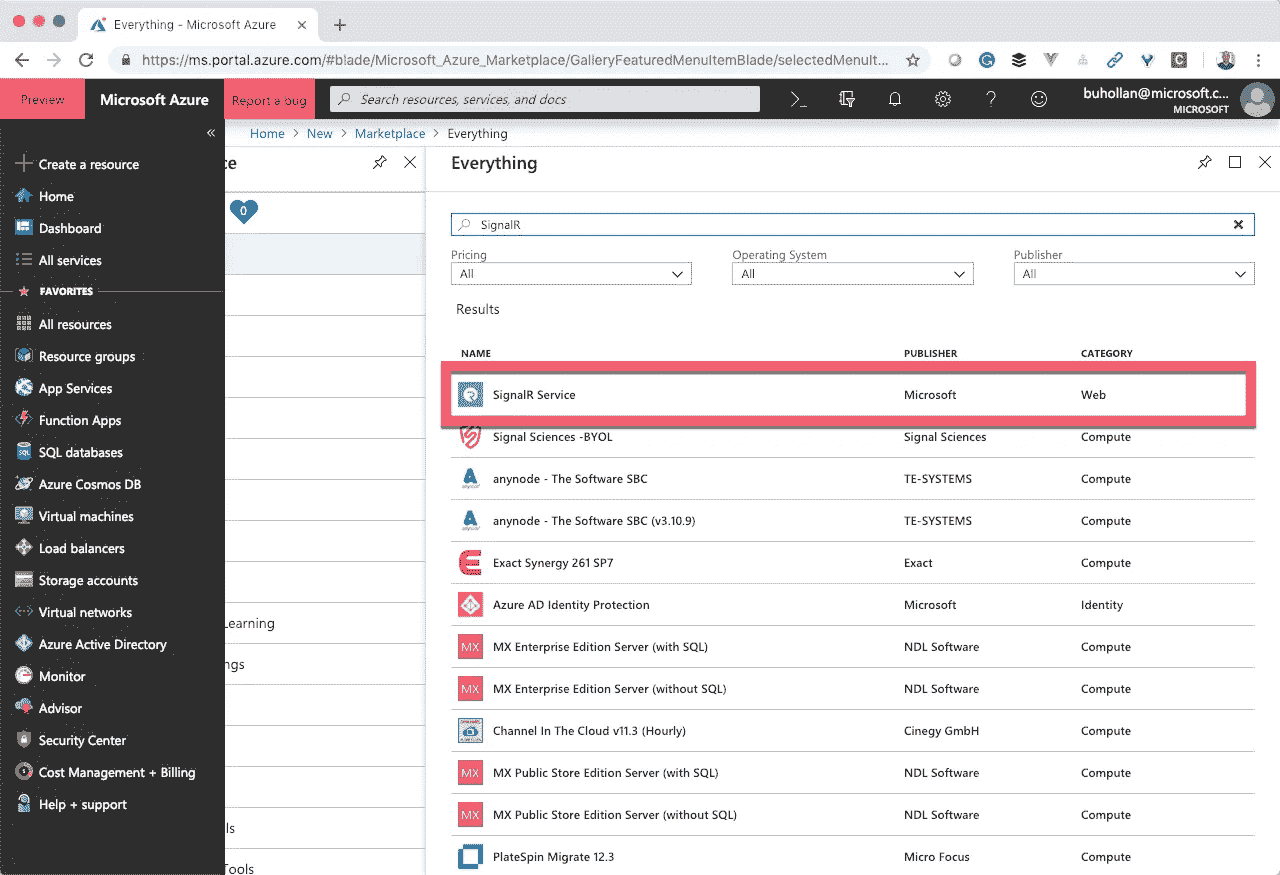 Everything - Microsoft Azure
https://ms.portal.azure.com/#blade/Microsoft_Azure_Marketplace/GalleryFeaturedMenuItemBlade/selectedMenuIt...
Preview
Microsoft Azure
Report a bug
Search resources, services, and docs
buhollan@microsoft.c...
MICROSOFT
Home > New > Marketplace > Everything
Create a resource
Home
Dashboard
All services
FAVORITES
All resources
Resource groups
App Services
Function Apps
SQL databases
Azure Cosmos DB
Virtual machines
Load balancers
Storage accounts
Virtual networks
Azure Active Directory
Monitor
Advisor
Security Center
Cost Management + Billing
Help + support
ce
0
Learning
ngs
ls
Tools
Everything
SignalR
Pricing Operating System Publisher
All All All
Results
NAME PUBLISHER CATEGORY
SignalR Service Microsoft Web
Signal Sciences -BYOL Signal Sciences Compute
anynode - The Software SBC TE-SYSTEMS Compute
anynode - The Software SBC (v3.10.9) TE-SYSTEMS Compute
Exact Synergy 261 SP7 Exact Compute
Azure AD Identity Protection Microsoft Identity
MX MX Enterprise Edition Server (with SQL) NDL Software Compute
MX MX Enterprise Edition Server (without SQL) NDL Software Compute
Channel In The Cloud v11.3 (Hourly) Cinegy GmbH Compute
MX MX Public Store Edition Server (with SQL) NDL Software Compute
MX MX Public Store Edition Server (without SQL) NDL Software Compute
PlateSpin Migrate 12.3 Micro Focus Compute